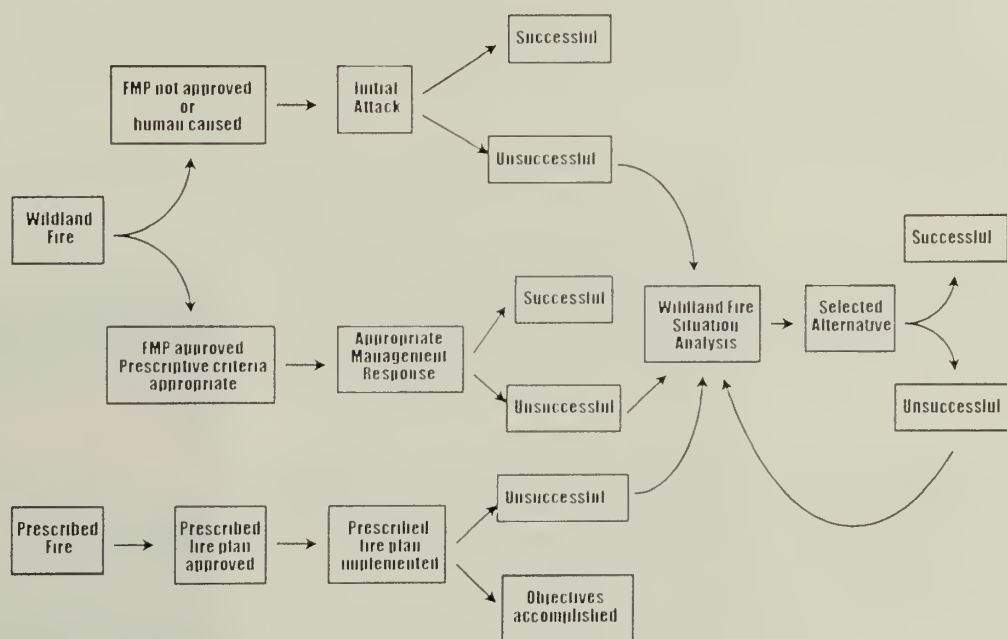 Successful
FMP not approved
or
human caused
Initial
Attack
Unsuccessful
Wildland
Fire
Successful
Successful
FMP approved
Prescriptive criteria
appropriate
Appropriate
Management
Response
Wildland Fire
Situation
Analysis
Selected
Alternative
Unsuccessful
Unsuccessful
Unsuccessful
Prescribed
Fire
Prescribed
fire plan
approved
Prescribed
fire plan
implemented
Objectives
accomplished